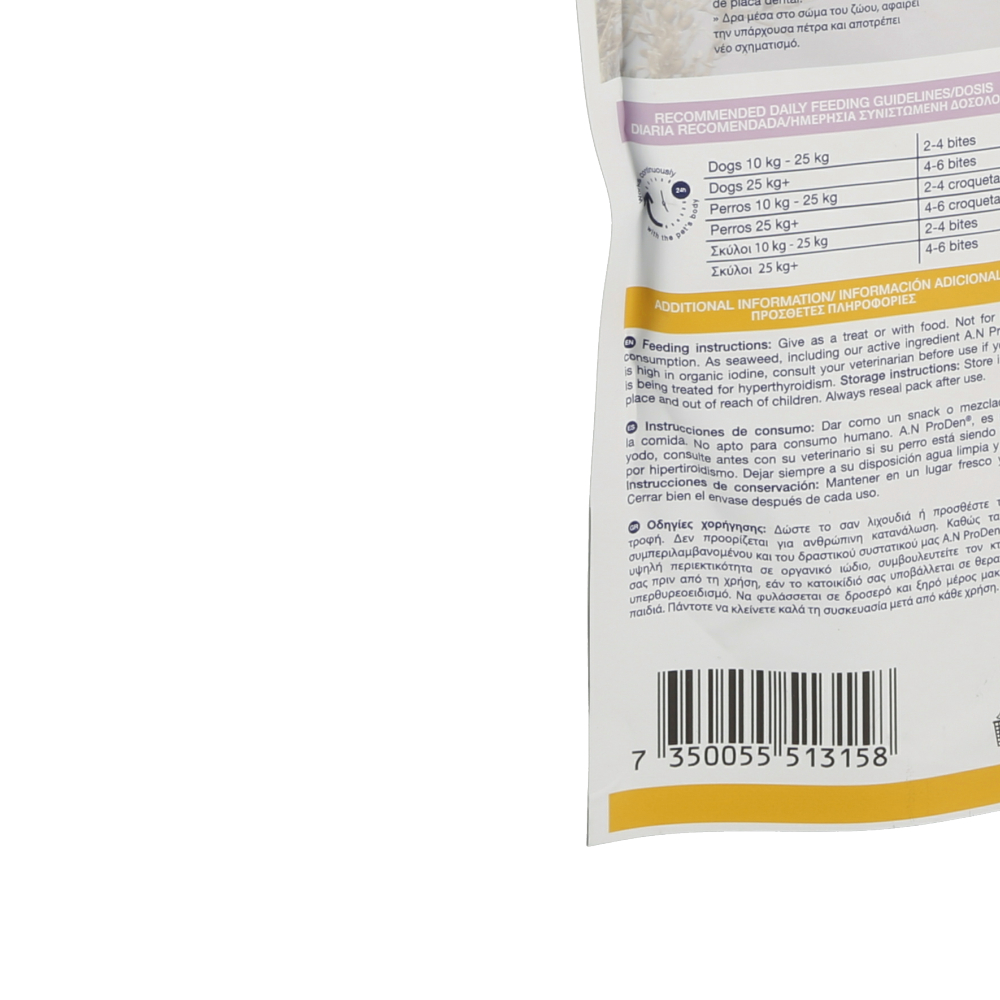 de placa dental.
» Δρα μέσα στο σώμα του ζώου, αφαιρεί
την υπάρχουσα πέτρα και αποτρέπει
νέο σχηματισμό.
RECOMMENDED DAILY FEEDING GUIDELINES/DOSIS
DIARIA RECOMENDADA/ΗΜΕΡΗΣΙΑ ΣΥΝΙΣΤΩΜΕΝΗ
continuously
24h
with the pet's body
Dogs 10 kg - 25 kg 2-4 bites
Dogs 25 kg+ 4-6 bites
Perros 10 kg - 25 kg 2-4
Perros 25 kg+ 4-6
Σκύλοι 10 kg - 25 kg 2-4 bites
Σκύλοι 25 kg+ 4-6 bites
ADDITIONAL INFORMATION/ INFORMACIÓN ADICIONAL
ΠΡΟΣΘΕΤΕΣ ΠΛΗΡΟΦΟΡΙΕΣ
EN Feeding instructions: Give as a treat or with food. Not for
consumption. As seaweed, including our active ingredient A.N
is high in organic iodine, consult your veterinarian before use if
is being treated for hyperthyroidism. Storage instructions: Store
place and out of reach of children. Always reseal pack after use.
ES Instrucciones de consumo: Dar como un snack o
la comida. No apto para consumo humano. A.N ProDen®, es
yodo, consulte antes con su veterinario si su perro está siendo
por hipertiroidismo. Dejar siempre a su disposición agua limpia y
Instrucciones de conservación: Mantener en un lugar fresco
Cerrar bien el envase después de cada uso.
GR Οδηγίες χορήγησης: Δώστε το σαν λιχουδιά ή προσθέστε
τροφή. Δεν προορίζεται για ανθρώπινη κατανάλωση. Καθώς
συμπεριλαμβανομένου και του δραστικού συστατικού μας A.N ProDen
υψηλή περιεκτικότητα σε οργανικό ιώδιο, συμβουλευτείτε τον
σας πριν από τη χρήση, εάν το κατοικίδιό σας υποβάλλεται σε
υπερθυρεοειδισμό. Να φυλάσσεται σε δροσερό και ξηρό μέρος
παιδιά. Πάντοτε να κλείνετε καλά τη συσκευασία μετά από κάθε χρήση.
7 350055 513158